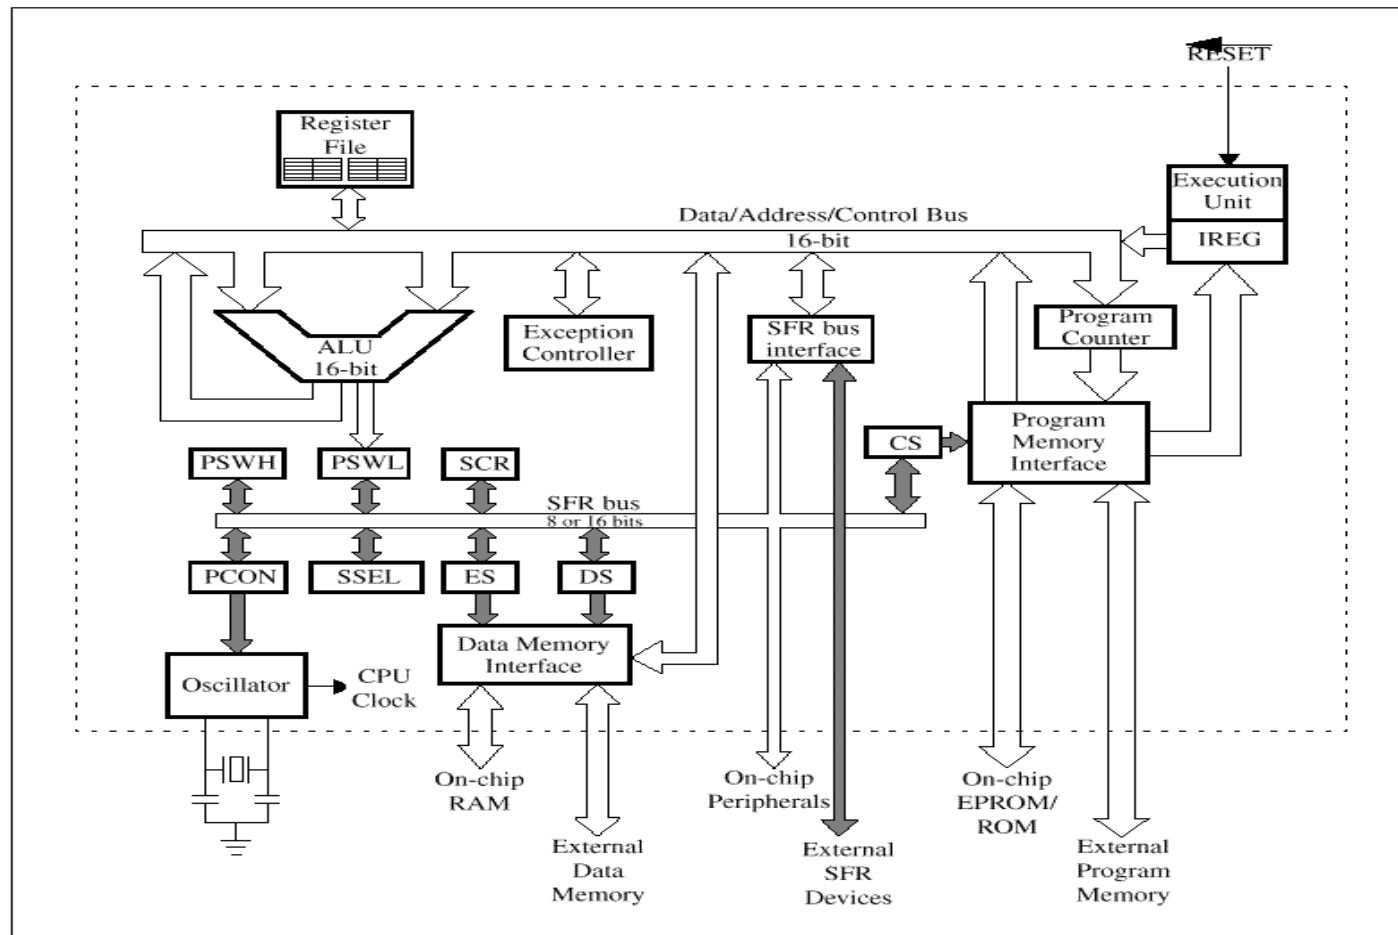 RESET
Register
File
Execution
Unit
IREG
Data/Address/Control Bus
16-bit
ALU
16-bit
Exception
Controller
SFR bus
interface
Program
Counter
Program
Memory
Interface
CS
PSWH
PSWL
SCR
SFR bus
8 or 16 bits
PCON
SSEL
ES
DS
Data Memory
Interface
Oscillator
CPU
Clock
On-chip
RAM
External
Data
Memory
On-chip
Peripherals
External
SFR
Devices
On-chip
EPROM/
ROM
External
Program
Memory